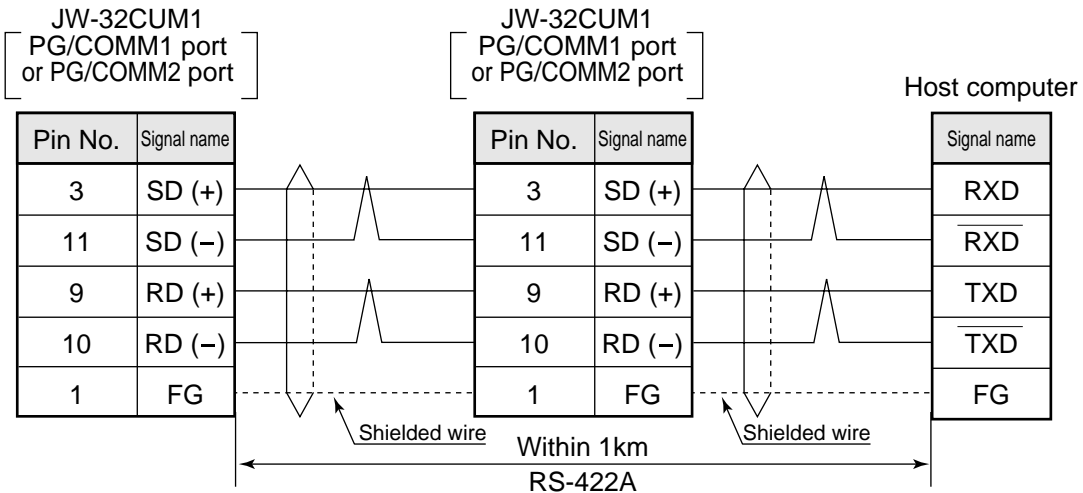 JW-32CUM1
PG/COMM1 port
or PG/COMM2 port
JW-32CUM1
PG/COMM1 port
or PG/COMM2 port
Host computer
Pin No. Signal name
3 SD (+)
11 SD (−)
9 RD (+)
10 RD (−)
1 FG
Pin No. Signal name
3 SD (+)
11 SD (−)
9 RD (+)
10 RD (−)
1 FG
Signal name
RXD
R̅X̅D̅
TXD
T̅X̅D̅
FG
Shielded wire
Shielded wire
Within 1km
RS-422A